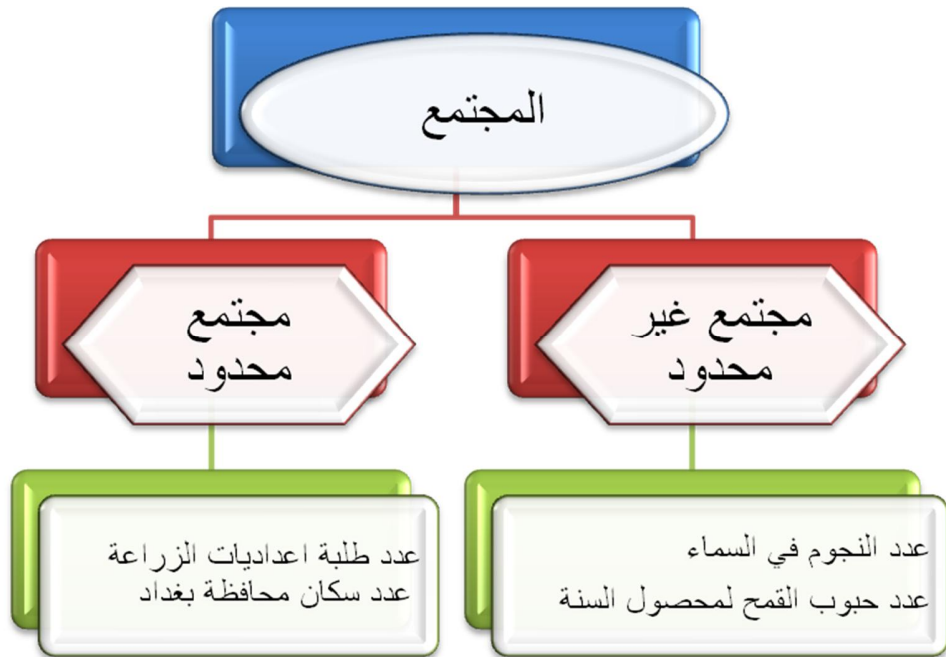 المجتمع
مجتمع غير
محدود
مجتمع
محدود
عدد النجوم في السماء
عدد حبوب القمح لمحصول السنة
عدد طلبة اعداديات الزراعة
عدد سكان محافظة بغداد